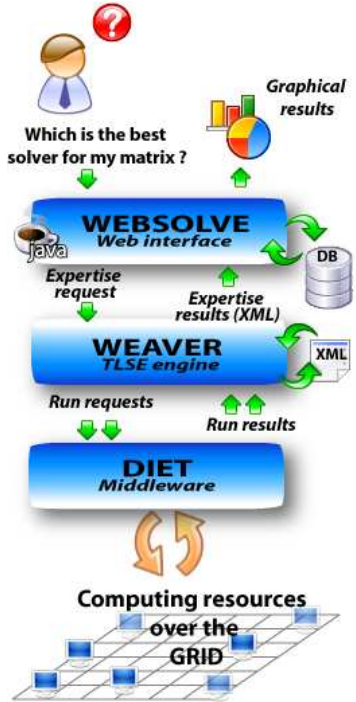 ?
Graphical
results
Which is the best
solver for my matrix ?
WEBSOLVE
Web interface
java
DB
Expertise
request
Expertise
results (XML)
WEAVER
TLSE engine
XML
Run requests
Run results
DIET
Middleware
Computing resources
over the
GRID